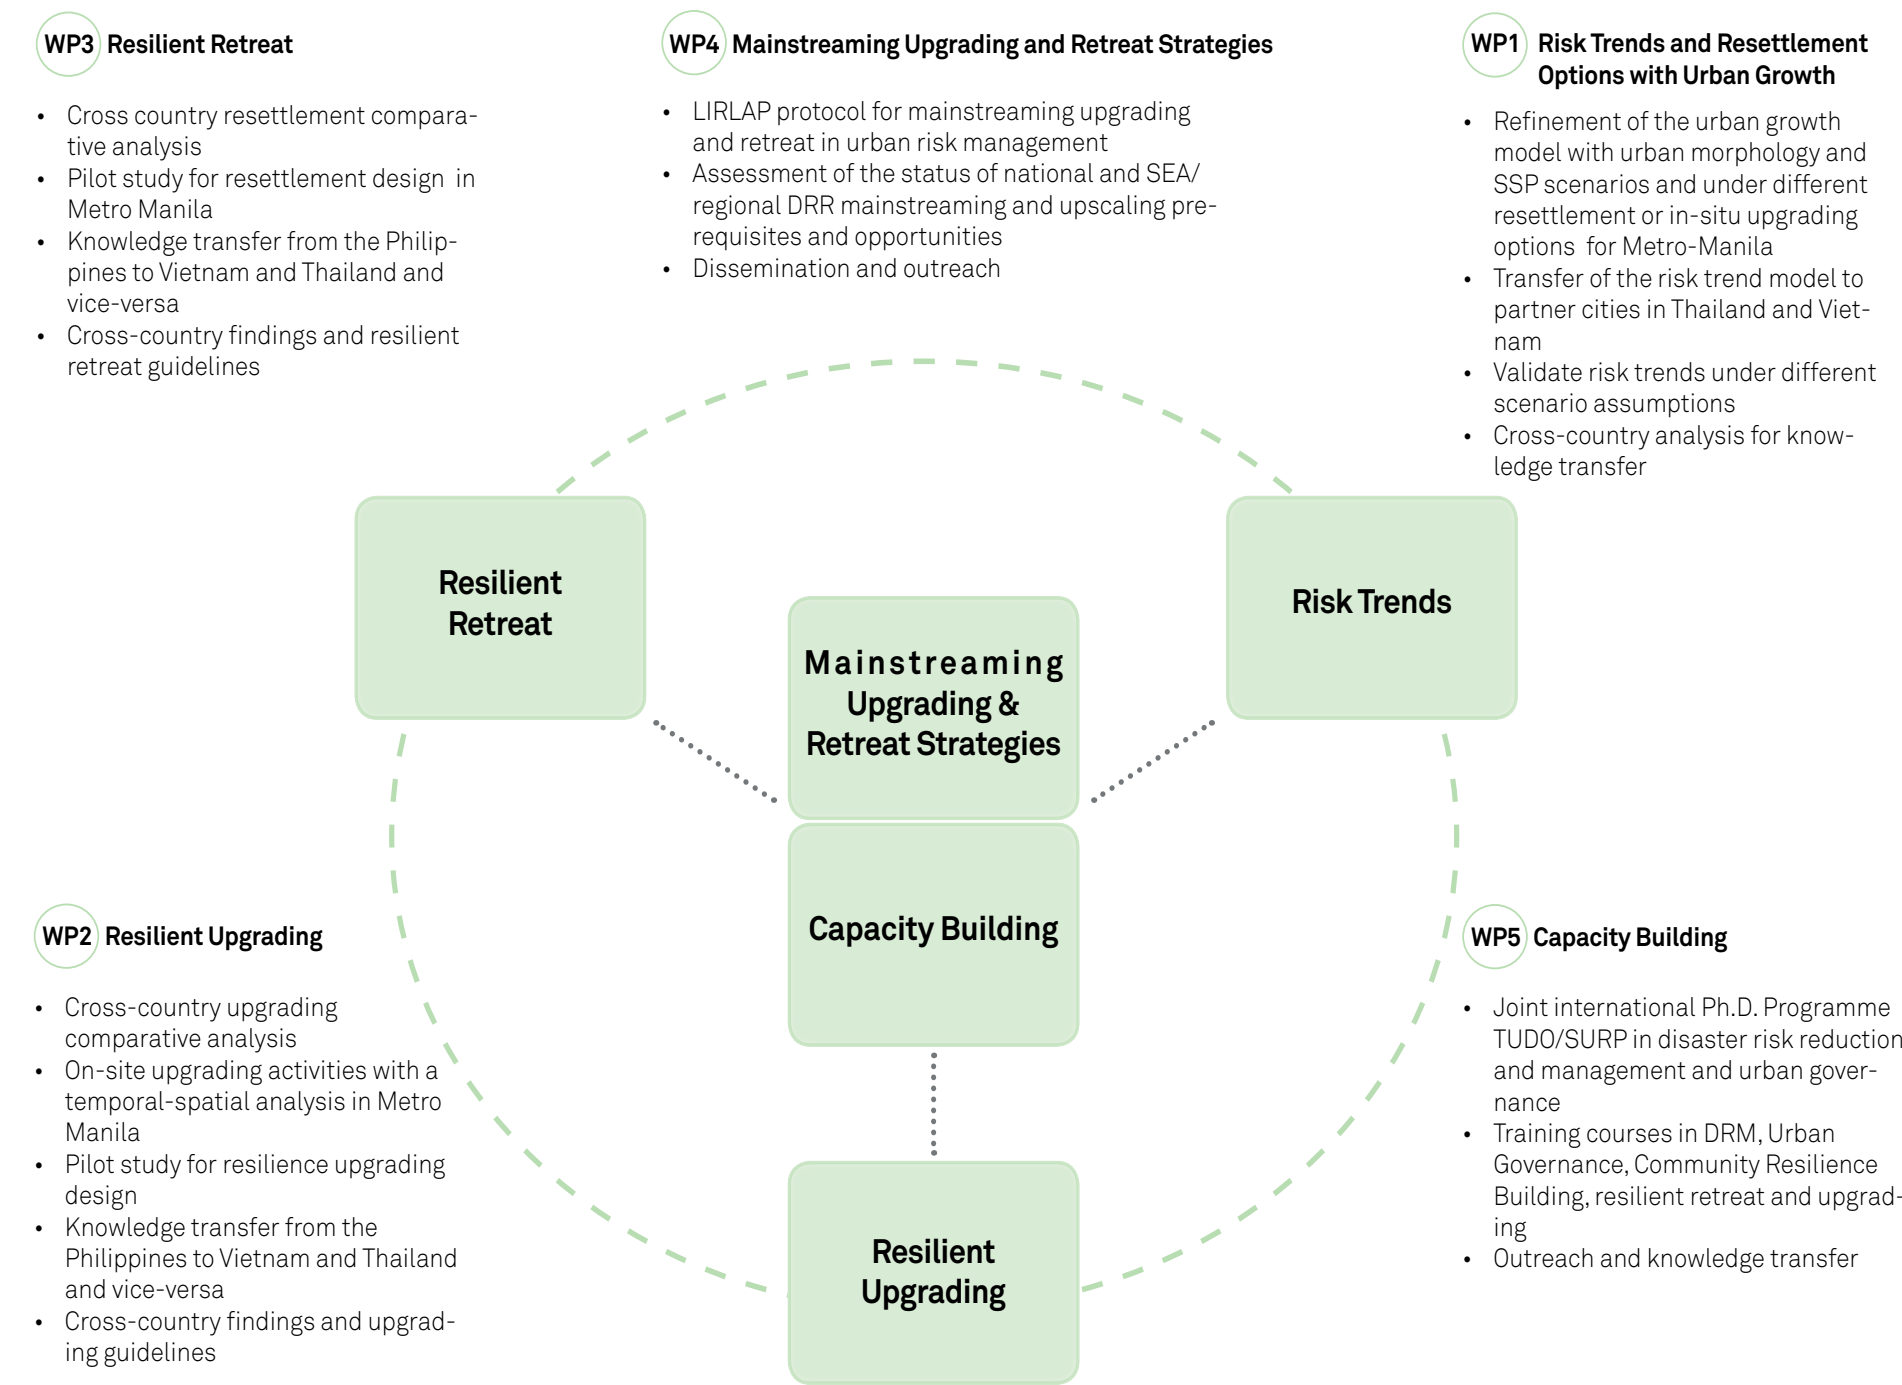 WP3 Resilient Retreat
• Cross country resettlement compara-
tive analysis
• Pilot study for resettlement design in
Metro Manila
• Knowledge transfer from the Philip-
pines to Vietnam and Thailand and
vice-versa
• Cross-country findings and resilient
retreat guidelines
WP4 Mainstreaming Upgrading and Retreat Strategies
• LIRLAP protocol for mainstreaming upgrading
and retreat in urban risk management
• Assessment of the status of national and SEA/
regional DRR mainstreaming and upscaling pre-
requisites and opportunities
• Dissemination and outreach
WP1 Risk Trends and Resettlement
Options with Urban Growth
• Refinement of the urban growth
model with urban morphology and
SSP scenarios and under different
resettlement or in-situ upgrading
options for Metro-Manila
• Transfer of the risk trend model to
partner cities in Thailand and Viet-
nam
• Validate risk trends under different
scenario assumptions
• Cross-country analysis for know-
ledge transfer
Resilient
Retreat
Risk Trends
Mainstreaming
Upgrading &
Retreat Strategies
Capacity Building
Resilient
Upgrading
WP2 Resilient Upgrading
• Cross-country upgrading
comparative analysis
• On-site upgrading activities with a
temporal-spatial analysis in Metro
Manila
• Pilot study for resilience upgrading
design
• Knowledge transfer from the
Philippines to Vietnam and Thailand
and vice-versa
• Cross-country findings and upgrad-
ing guidelines
WP5 Capacity Building
• Joint international Ph.D. Programme
TUDO/SURP in disaster risk reduction
and management and urban gover-
nance
• Training courses in DRM, Urban
Governance, Community Resilience
Building, resilient retreat and upgrad-
ing
• Outreach and knowledge transfer